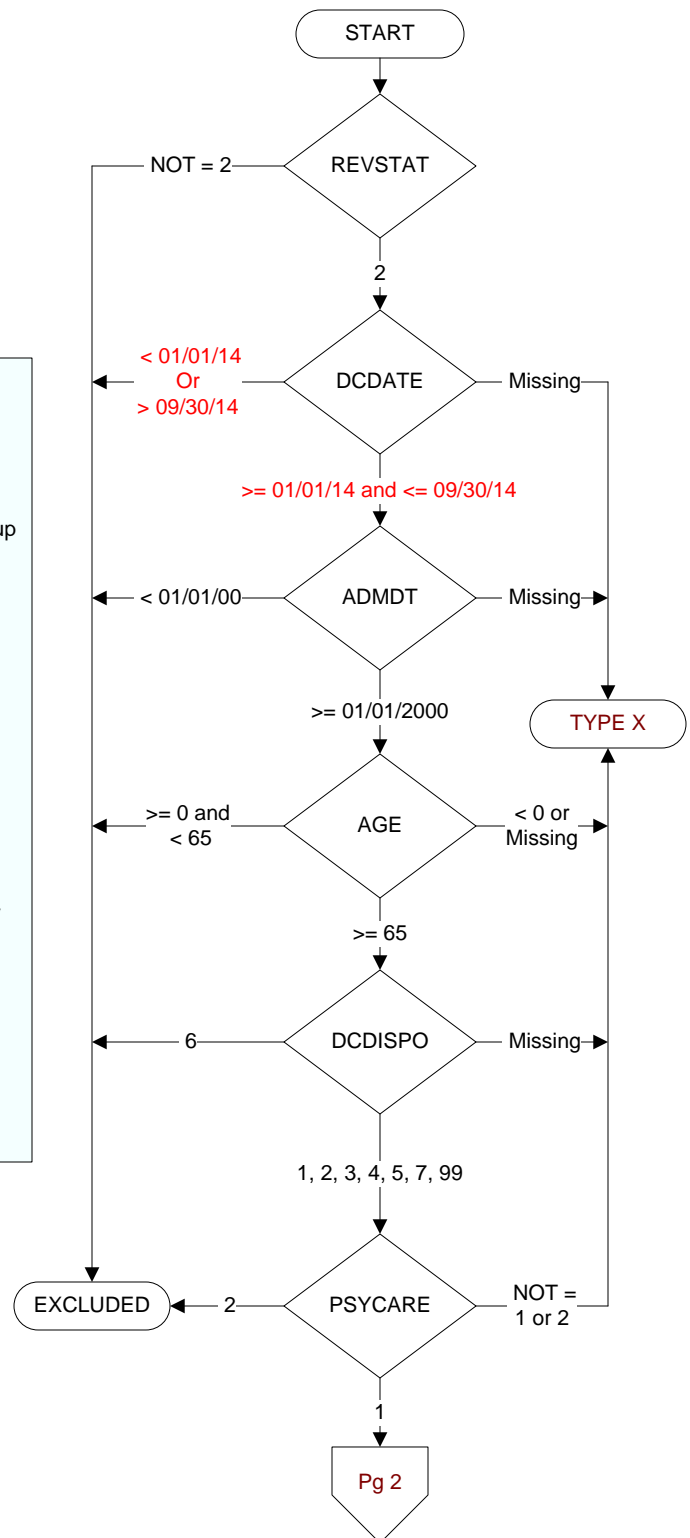 START
NOT = 2
REVSTAT
2
< 01/01/14
Or
> 09/30/14
DCDATE
Missing
>= 01/01/14 and <= 09/30/14
up
< 01/01/00
ADMDT
Missing
>= 01/01/2000
TYPE X
>= 0 and
< 65
AGE
< 0 or
Missing
>= 65
6
DCDISPO
Missing
1, 2, 3, 4, 5, 7, 99
EXCLUDED
2
PSYCARE
NOT =
1 or 2
1
Pg 2